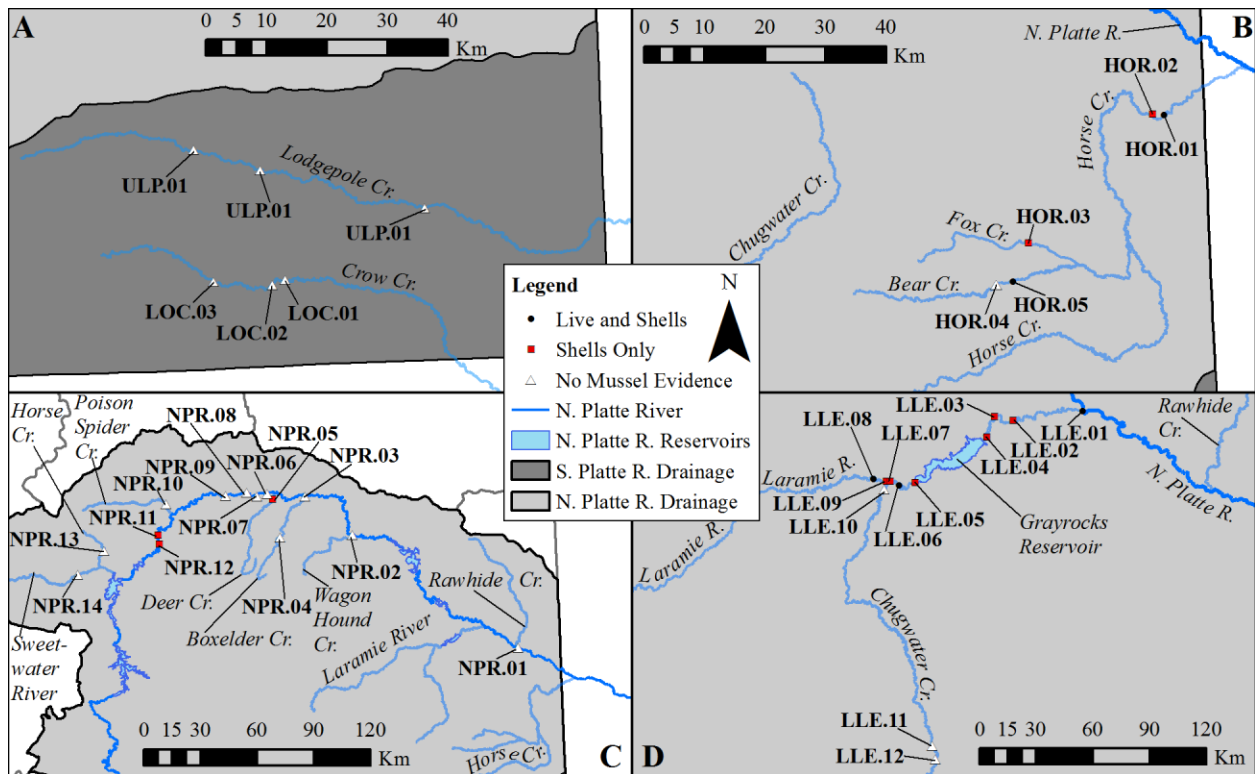 A
0 5 10 20 30 40
Km
Lodgepole Cr.
ULP.01
ULP.01
ULP.01
Crow Cr.
LOC.03
LOC.02
LOC.01
B
0 5 10 20 30 40
Km
N. Platte R.
HOR.02
Horse Cr.
HOR.01
Chugwater Cr.
Fox Cr.
HOR.03
Bear Cr.
HOR.04
HOR.05
Horse Cr.
Legend
N
Live and Shells
Shells Only
No Mussel Evidence
N. Platte River
N. Platte R. Reservoirs
S. Platte R. Drainage
N. Platte R. Drainage
Horse
Cr.
Poison
Spider
Cr.
NPR.08
NPR.09
NPR.10
NPR.06
NPR.05
NPR.03
NPR.11
NPR.07
NPR.13
NPR.12
NPR.14
NPR.04
NPR.02
Deer Cr.
Boxelder Cr.
Wagon
Hound
Cr.
Rawhide Cr.
Sweet-
water
River
Laramie River
NPR.01
Horse Cr.
0 15 30 60 90 120
Km
C
LLE.03
LLE.08
LLE.07
LLE.01
LLE.02
LLE.04
Rawhide
Cr.
Laramie R.
N. Platte R.
LLE.09
LLE.10
LLE.05
LLE.06
Grayrocks
Reservoir
Laramie R.
Chugwater Cr.
LLE.11
LLE.12
0 15 30 60 90 120
Km
D